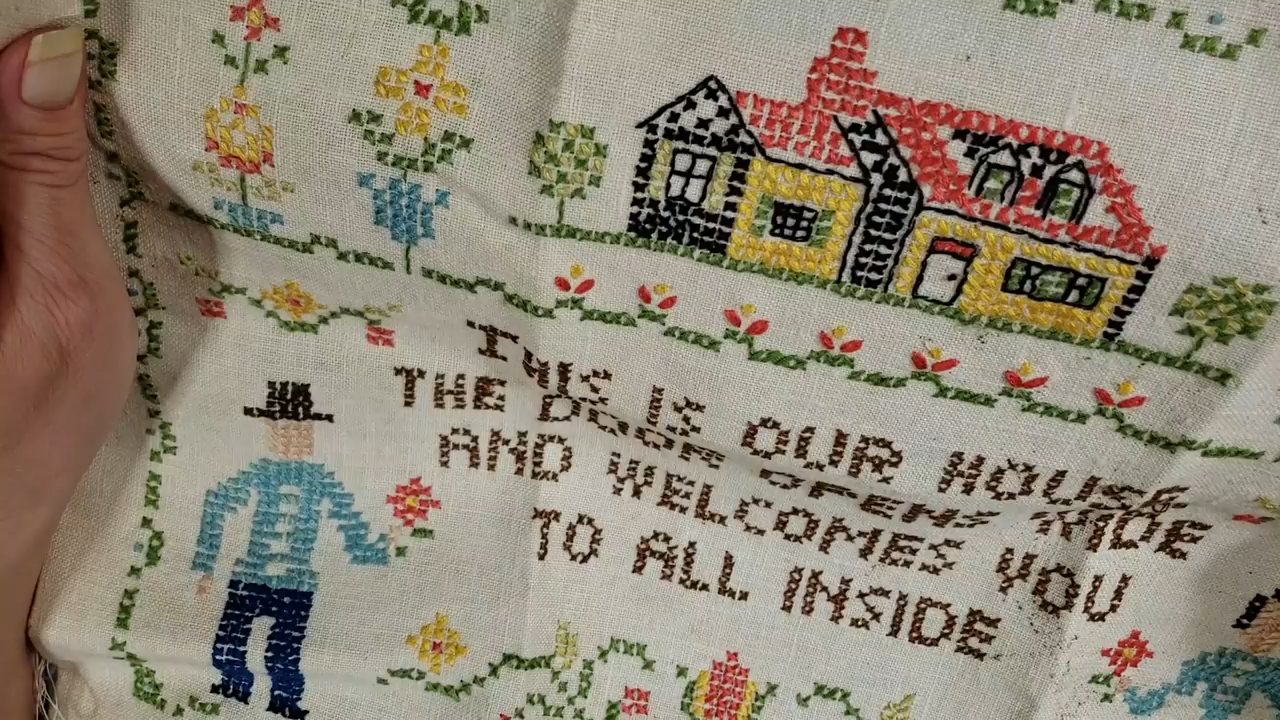 THIS IS OUR HOUSE
THE DOOR OPENS WIDE
AND WELCOMES YOU
TO ALL INSIDE